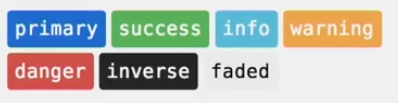 primary success info warning
danger inverse faded